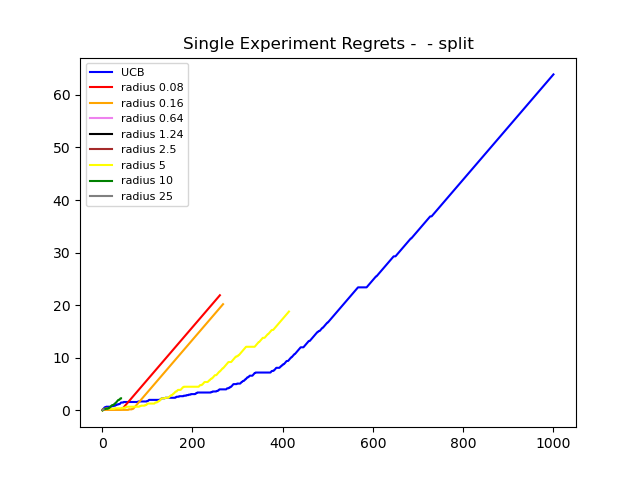 Single Experiment Regrets -  - split
UCB
radius 0.08
radius 0.16
radius 0.64
radius 1.24
radius 2.5
radius 5
radius 10
radius 25
60
50
40
30
20
10
0
0 200 400 600 800 1000